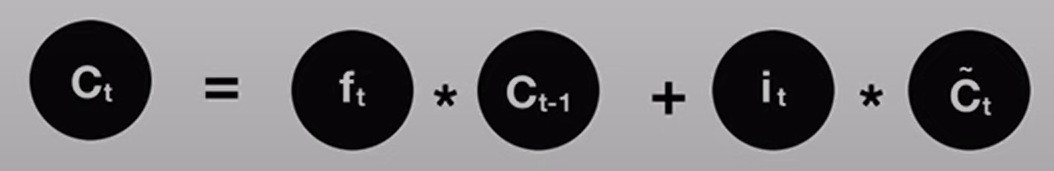 Cₜ = fₜ * Cₜ₋₁ + iₜ * C̃ₜ